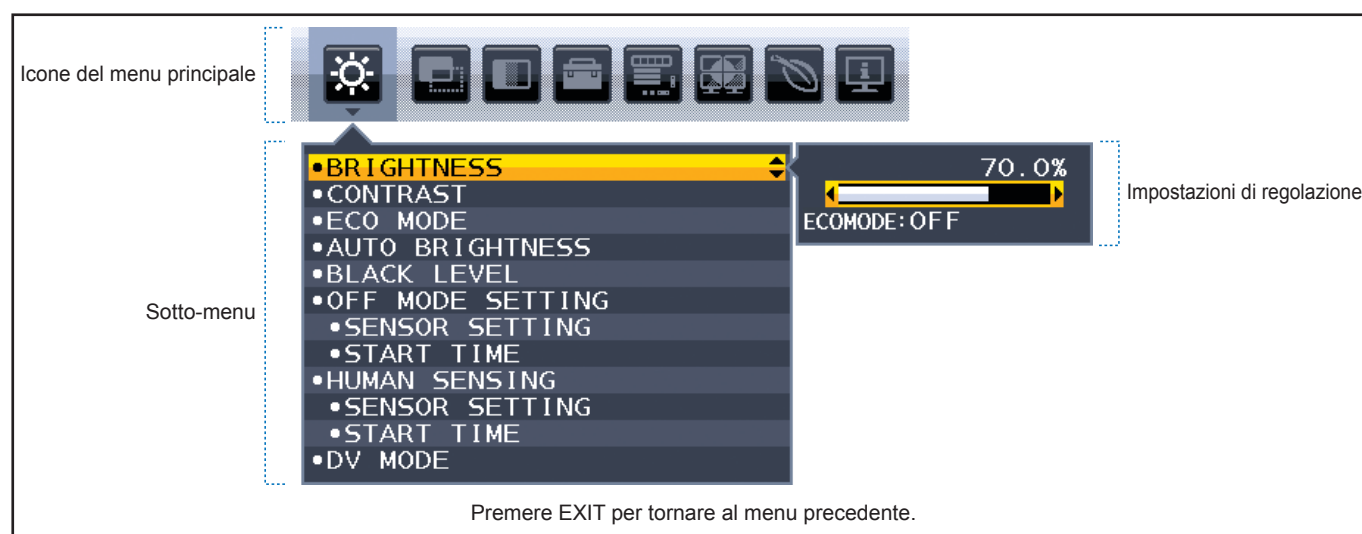 Icone del menu principale
Sotto-menu
•BRIGHTNESS
•CONTRAST
•ECO MODE
•AUTO BRIGHTNESS
•BLACK LEVEL
•OFF MODE SETTING
•SENSOR SETTING
•START TIME
•HUMAN SENSING
•SENSOR SETTING
•START TIME
•DV MODE
70.0%
ECOMODE:OFF
Impostazioni di regolazione
Premere EXIT per tornare al menu precedente.